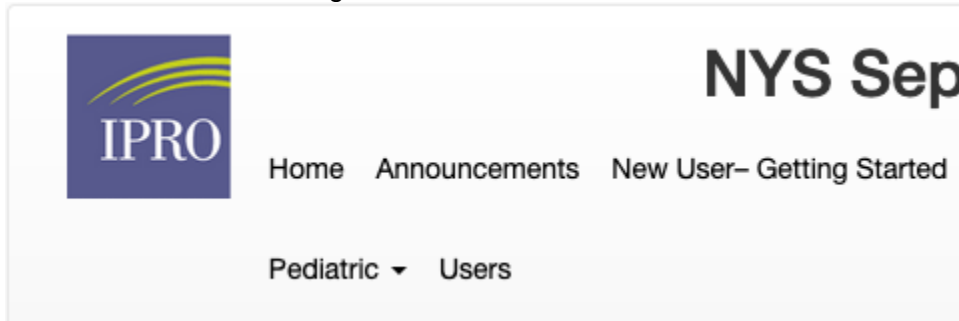 NYS Sep
IPRO
Home Announcements New User– Getting Started
Pediatric Users